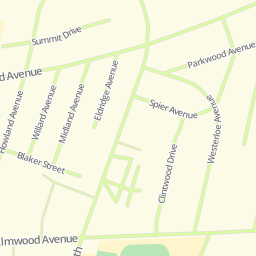 Summit Drive
Parkwood Avenue
d Avenue
Eldridge Avenue
Midland Avenue
Willard Avenue
Howland Avenue
Spier Avenue
Westerloe Avenue
Clintwood Drive
Blaker Street
lmwood Avenue
th